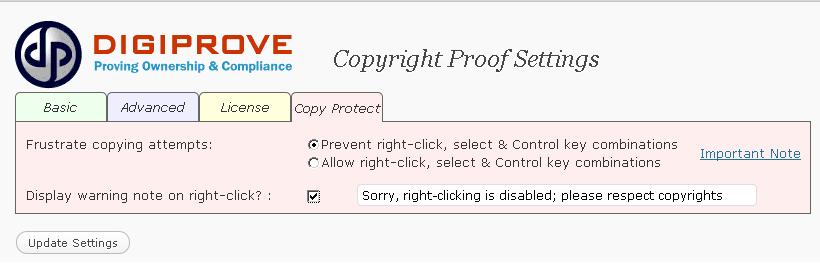 dp DIGIPROVE
Proving Ownership & Compliance
Copyright Proof Settings
Basic Advanced License Copy Protect
Frustrate copying attempts: Prevent right-click, select & Control key combinations
Allow right-click, select & Control key combinations
Important Note
Display warning note on right-click? : Sorry, right-clicking is disabled; please respect copyrights
Update Settings